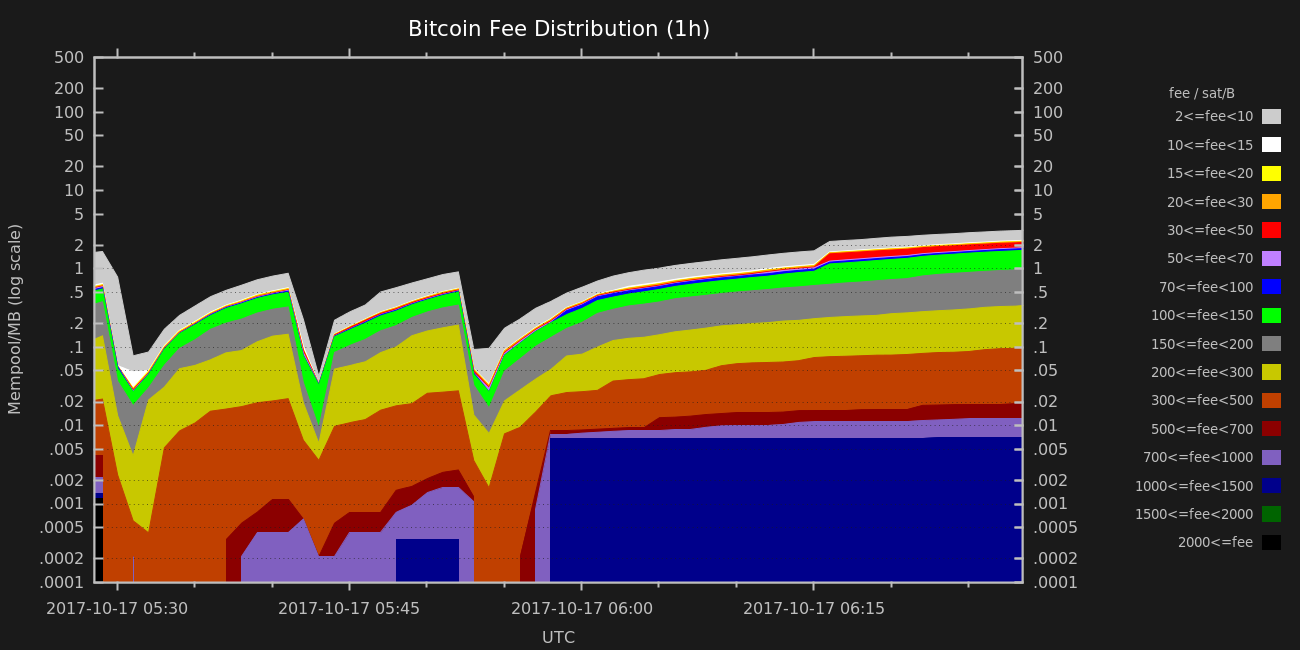 Bitcoin Fee Distribution (1h)
500 500
200 200
100 100
50 50
20 20
10 10
5 5
2 2
1 1
.5 .5
.2 .2
.1 .1
.05 .05
.02 .02
.01 .01
.005 .005
.002 .002
.001 .001
.0005 .0005
.0002 .0002
.0001 .0001
Mempool/MB (log scale)
2017-10-17 05:30 2017-10-17 05:45 2017-10-17 06:00 2017-10-17 06:15
UTC
fee / sat/B
2<=fee<10
10<=fee<15
15<=fee<20
20<=fee<30
30<=fee<50
50<=fee<70
70<=fee<100
100<=fee<150
150<=fee<200
200<=fee<300
300<=fee<500
500<=fee<700
700<=fee<1000
1000<=fee<1500
1500<=fee<2000
2000<=fee